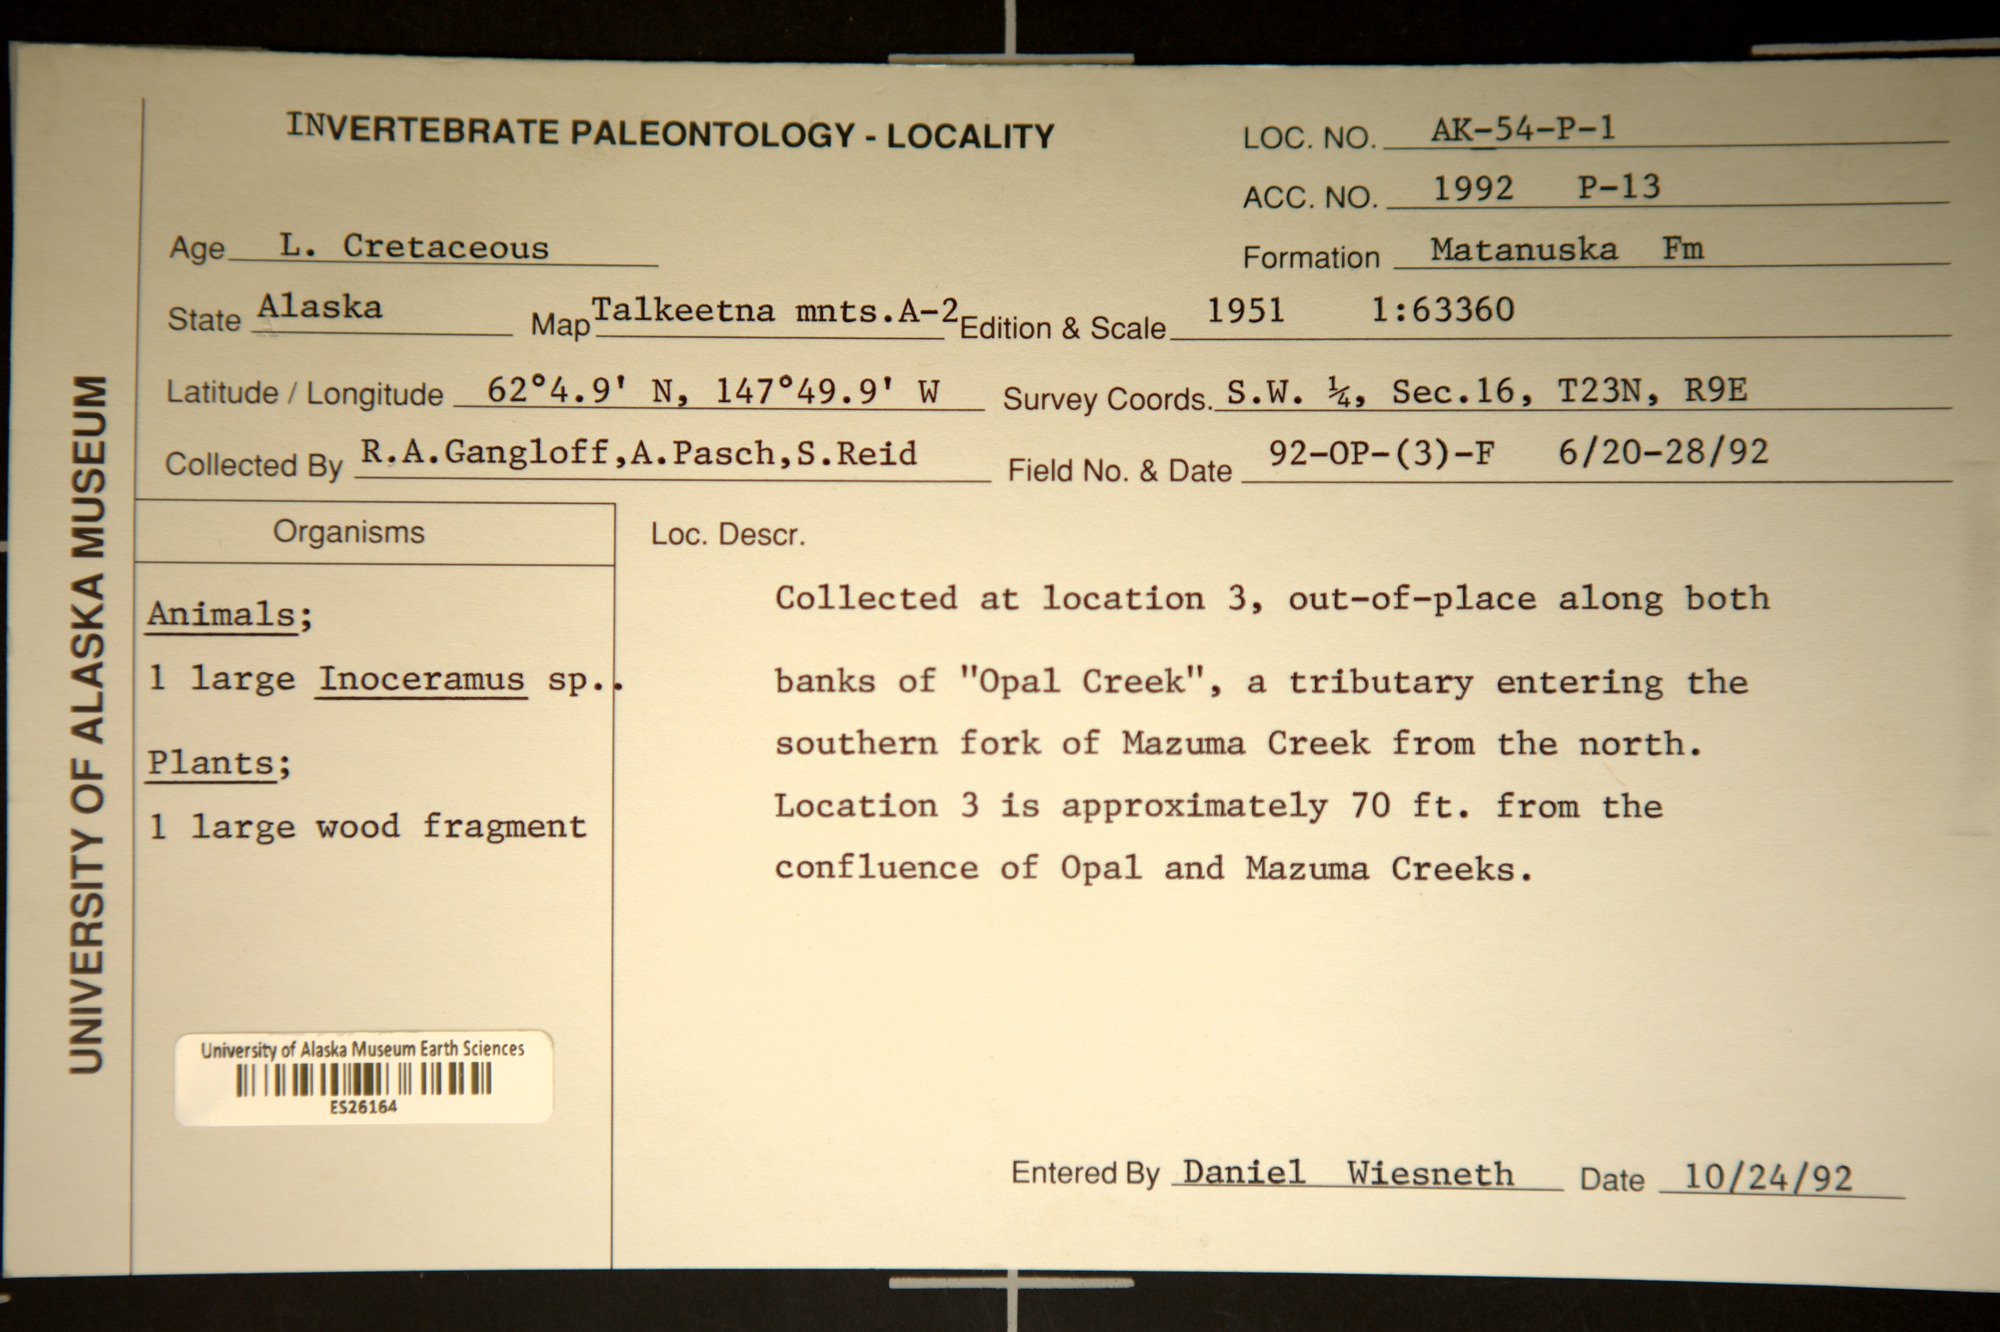 UNIVERSITY OF ALASKA MUSEUM
INVERTEBRATE PALEONTOLOGY - LOCALITY
LOC. NO. AK-54-P-1
ACC. NO. 1992 P-13
Age L. Cretaceous
Formation Matanuska Fm
State Alaska Map Talkeetna mnts.A-2 Edition & Scale 1951 1:63360
Latitude / Longitude 62°4.9' N, 147°49.9' W Survey Coords. S.W. ¼, Sec.16, T23N, R9E
Collected By R.A.Gangloff,A.Pasch,S.Reid Field No. & Date 92-OP-(3)-F 6/20-28/92
Organisms
Animals;
1 large Inoceramus sp..
Plants;
1 large wood fragment
Loc. Descr.
Collected at location 3, out-of-place along both
banks of "Opal Creek", a tributary entering the
southern fork of Mazuma Creek from the north.
Location 3 is approximately 70 ft. from the
confluence of Opal and Mazuma Creeks.
University of Alaska Museum Earth Sciences
ES26164
Entered By Daniel Wiesneth Date 10/24/92